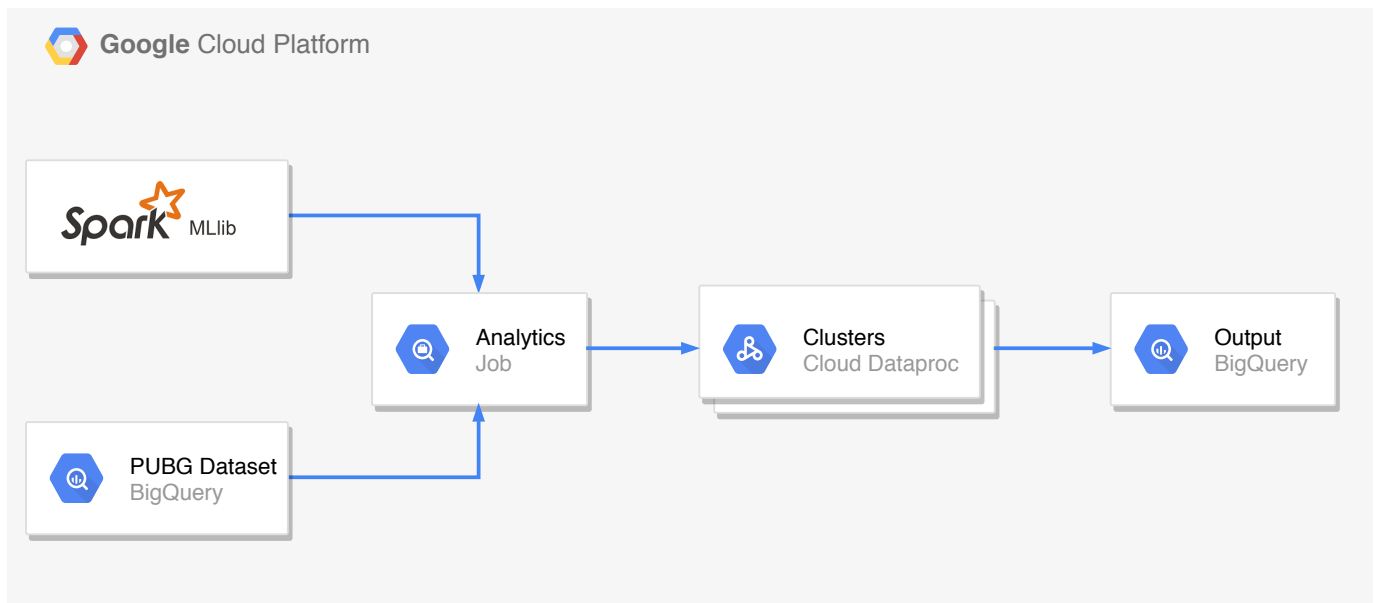 Google Cloud Platform
Spark MLlib
Analytics
Job
Clusters
Cloud Dataproc
Output
BigQuery
PUBG Dataset
BigQuery